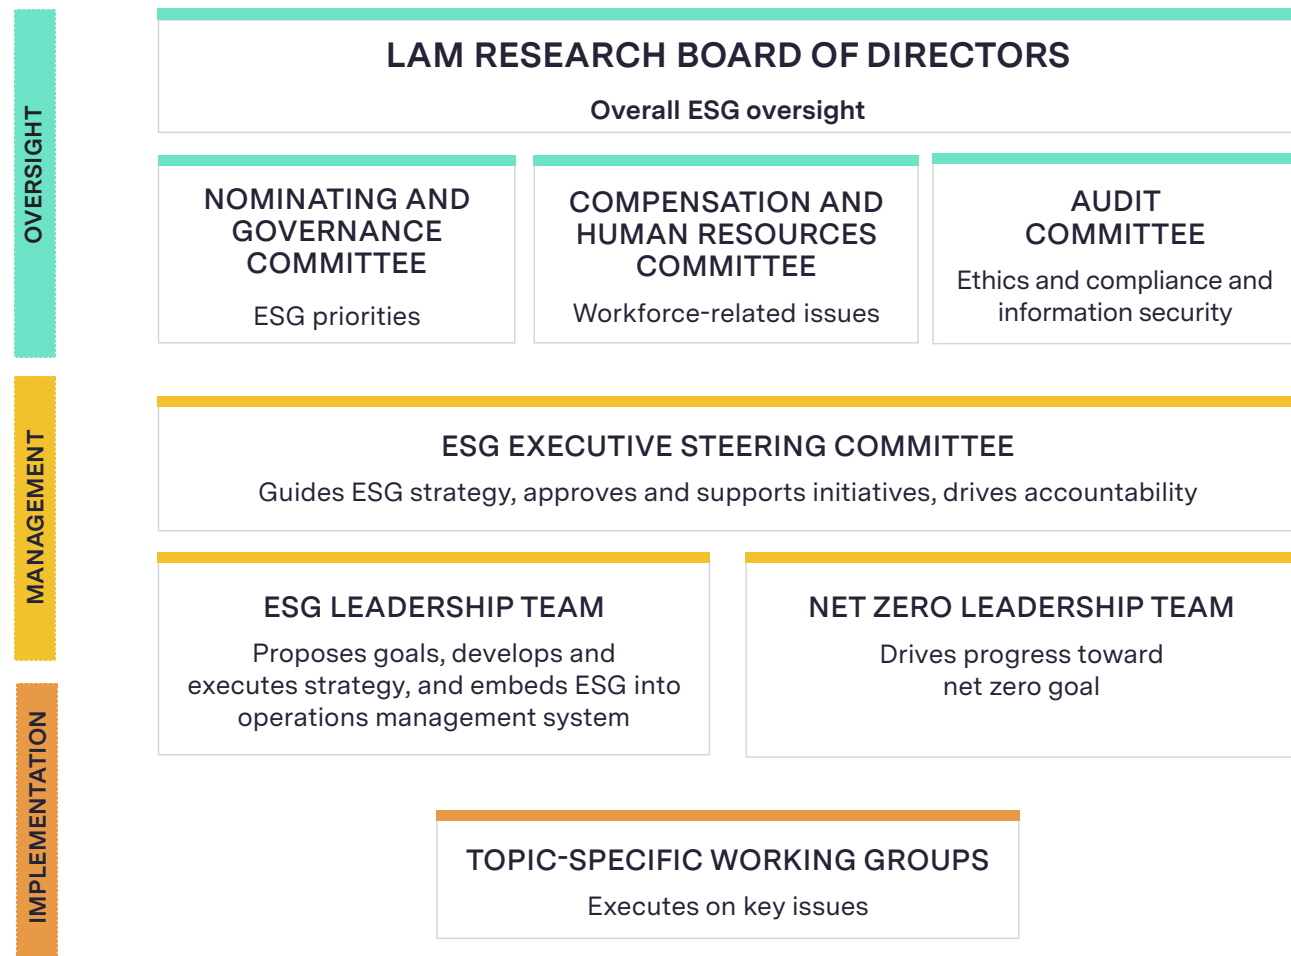 OVERSIGHT
LAM RESEARCH BOARD OF DIRECTORS
Overall ESG oversight
NOMINATING AND
GOVERNANCE
COMMITTEE
ESG priorities
COMPENSATION AND
HUMAN RESOURCES
COMMITTEE
Workforce-related issues
AUDIT
COMMITTEE
Ethics and compliance and
information security
MANAGEMENT
ESG EXECUTIVE STEERING COMMITTEE
Guides ESG strategy, approves and supports initiatives, drives accountability
ESG LEADERSHIP TEAM
Proposes goals, develops and
executes strategy, and embeds ESG into
operations management system
NET ZERO LEADERSHIP TEAM
Drives progress toward
net zero goal
IMPLEMENTATION
TOPIC-SPECIFIC WORKING GROUPS
Executes on key issues